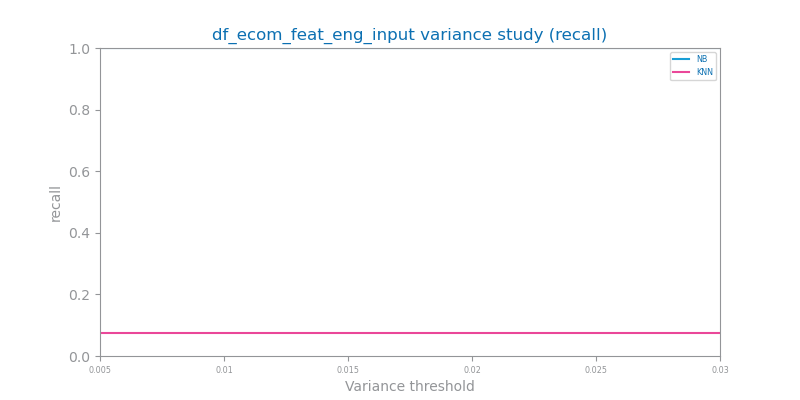 df_ecom_feat_eng_input variance study (recall)
NB
KNN
1.0
0.8
0.6
0.4
0.2
0.0
recall
0.005
0.01
0.015
0.02
0.025
0.03
Variance threshold